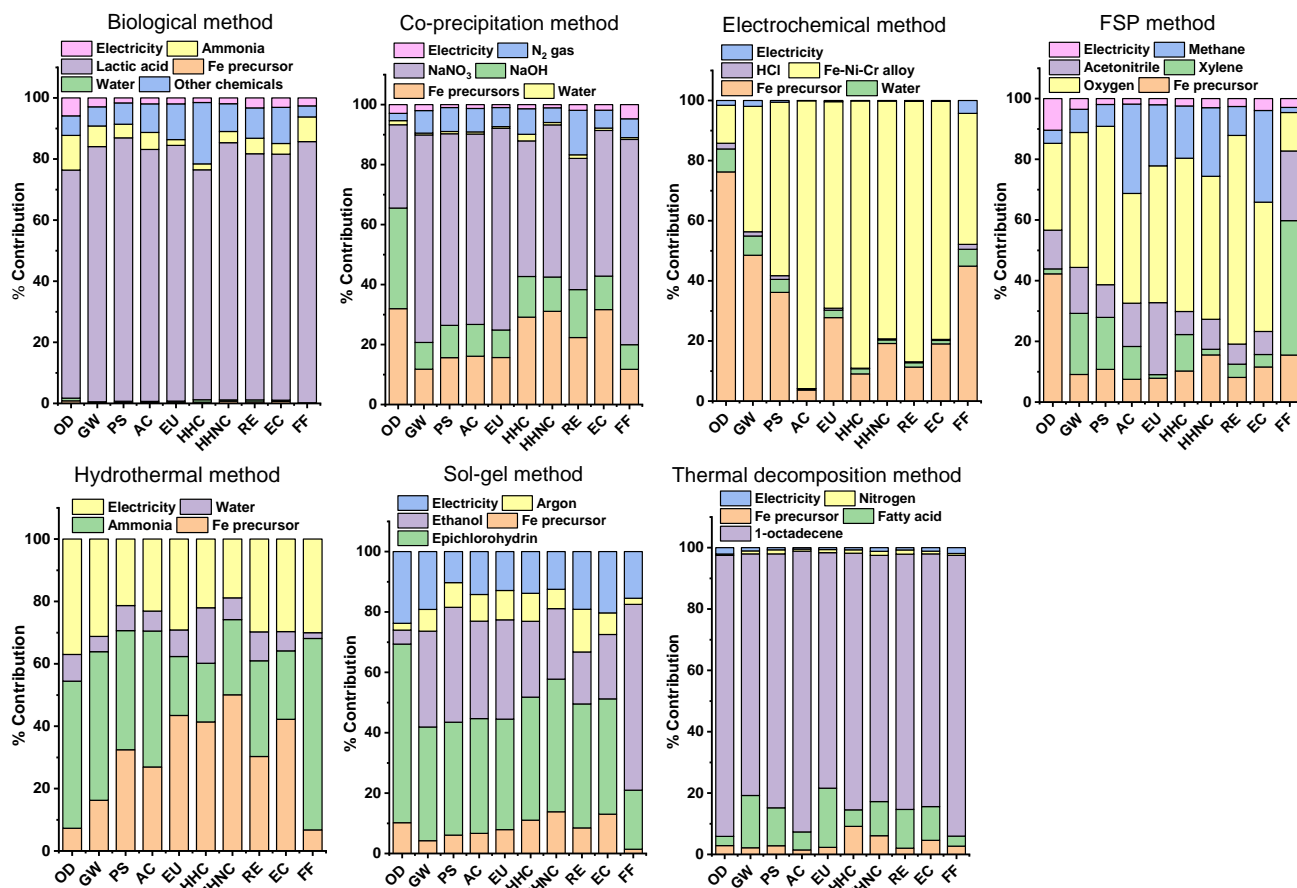 Biological method
Electricity Ammonia
Lactic acid Fe precursor
Water Other chemicals
% Contribution
100
80
60
40
20
0
OD GW PS AC EU HHC HHNC RE EC FF
Co-precipitation method
Electricity N₂ gas
NaNO₃ NaOH
Fe precursors Water
% Contribution
100
80
60
40
20
0
OD GW PS AC EU HHC HHNC RE EC FF
Electrochemical method
Electricity
HCl Fe-Ni-Cr alloy
Fe precursor Water
% Contribution
100
80
60
40
20
0
OD GW PS AC EU HHC HHNC RE EC FF
FSP method
Electricity Methane
Acetonitrile Xylene
Oxygen Fe precursor
% Contribution
100
80
60
40
20
0
OD GW PS AC EU HHC HHNC RE EC FF
Hydrothermal method
Electricity Water
Ammonia Fe precursor
% Contribution
100
80
60
40
20
0
OD GW PS AC EU HHC HHNC RE EC FF
Sol-gel method
Electricity Argon
Ethanol Fe precursor
Epichlorohydrin
% Contribution
100
80
60
40
20
0
OD GW PS AC EU HHC HHNC RE EC FF
Thermal decomposition method
Electricity Nitrogen
Fe precursor Fatty acid
1-octadecene
% Contribution
100
80
60
40
20
0
OD GW PS AC EU HHC HHNC RE EC FF